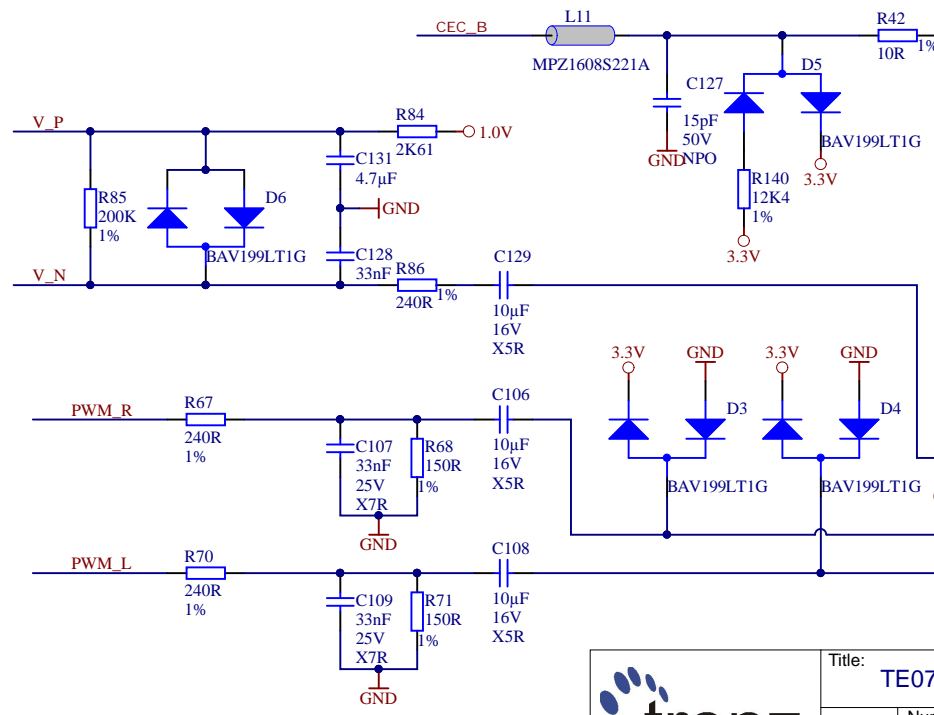 CEC_B
L11
MPZ1608S221A
R42
10R
1%
C127
15pF
50V
NPO
GND
D5
BAV199LT1G
3.3V
R140
12K4
1%
3.3V
V_P
R84
2K61
1.0V
C131
4.7µF
GND
R85
200K
1%
D6
BAV199LT1G
C128
33nF
V_N
R86
240R
1%
C129
10µF
16V
X5R
3.3V
GND
3.3V
GND
D3
BAV199LT1G
D4
BAV199LT1G
PWM_R
R67
240R
1%
C107
33nF
25V
X7R
R68
150R
1%
GND
C106
10µF
16V
X5R
PWM_L
R70
240R
1%
C109
33nF
25V
X7R
R71
150R
1%
GND
C108
10µF
16V
X5R
Title:
TE07